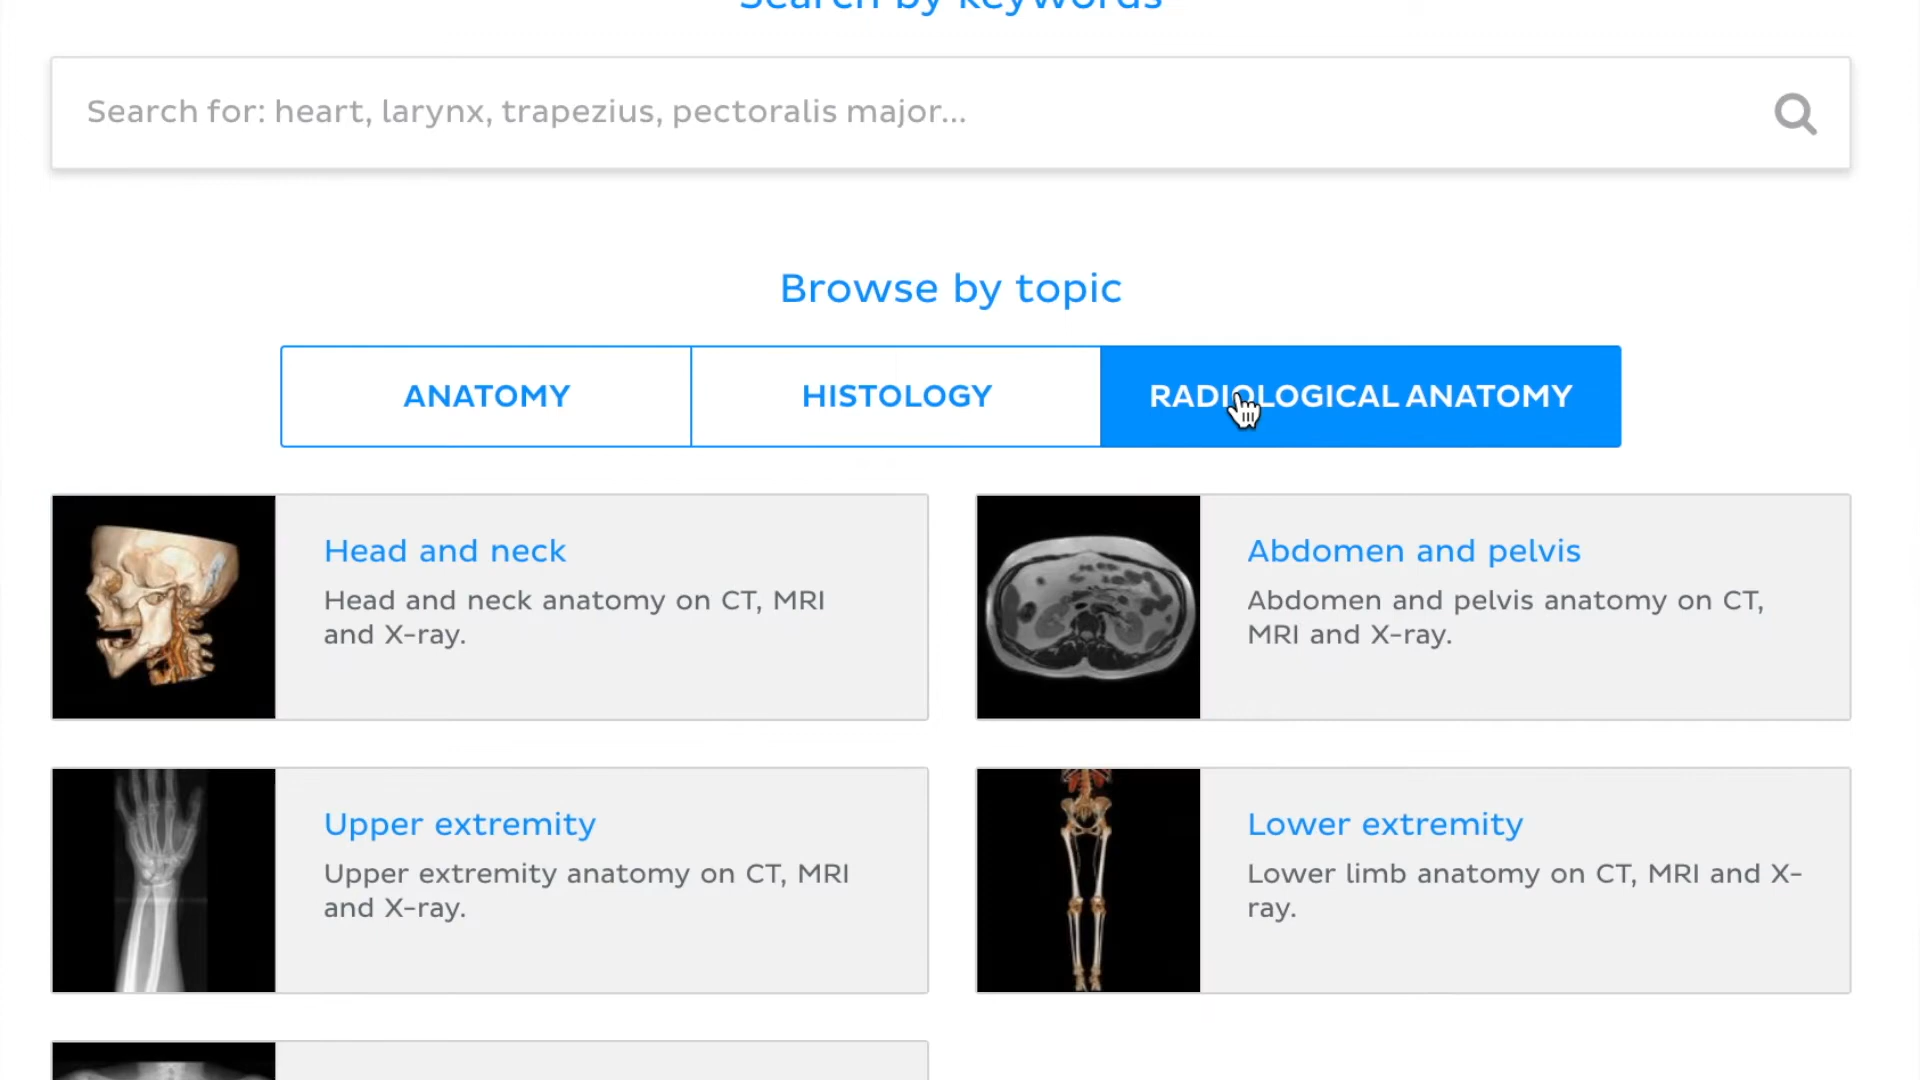 Search by keywords
Search for: heart, larynx, trapezius, pectoralis major...
Browse by topic
ANATOMY
HISTOLOGY
RADIOLOGICAL ANATOMY
Head and neck
Head and neck anatomy on CT, MRI
and X-ray.
Abdomen and pelvis
Abdomen and pelvis anatomy on CT,
MRI and X-ray.
Upper extremity
Upper extremity anatomy on CT, MRI
and X-ray.
Lower extremity
Lower limb anatomy on CT, MRI and X-
ray.